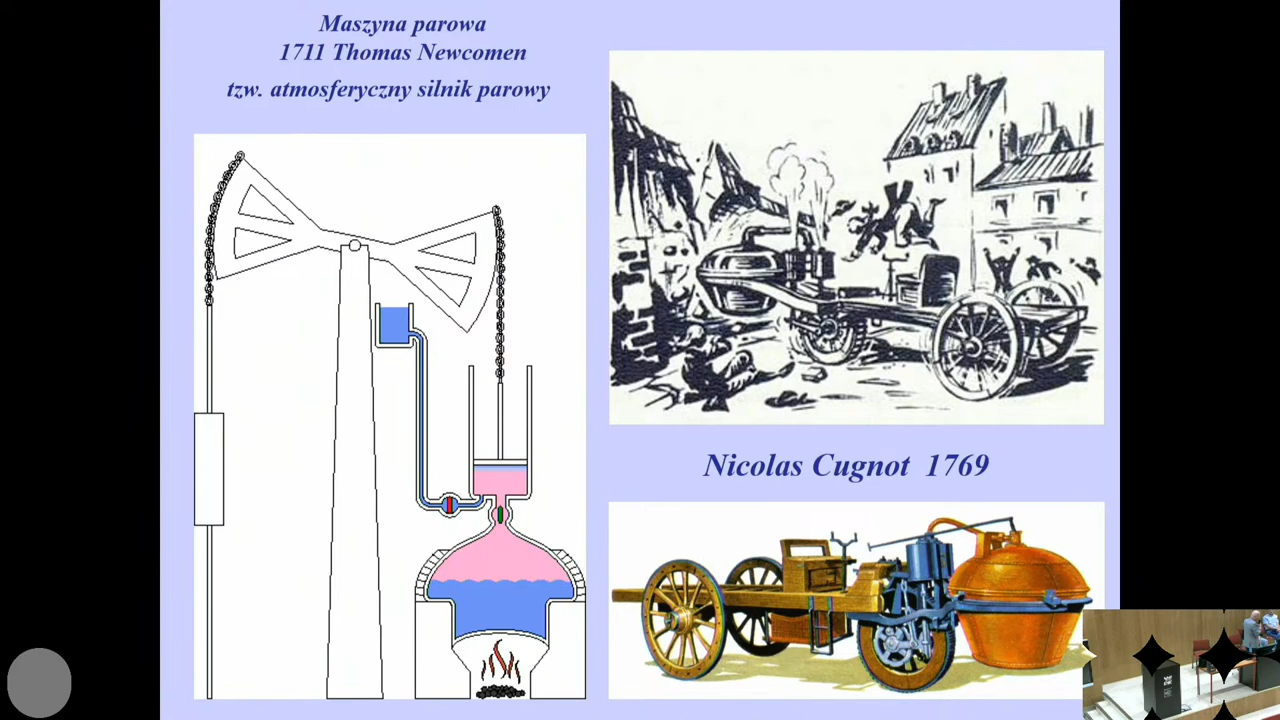 Maszyna parowa
1711 Thomas Newcomen
tzw. atmosferyczny silnik parowy
Nicolas Cugnot 1769